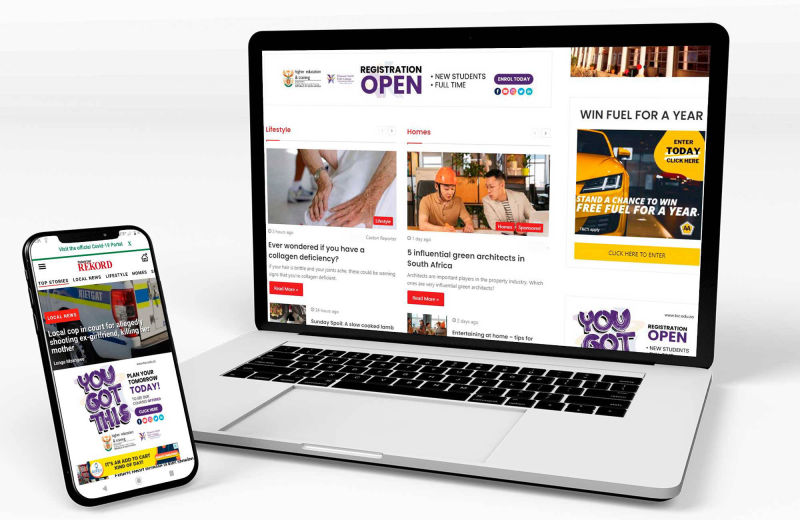 higher education
& training
REGISTRATION
OPEN
• NEW STUDENTS
• FULL TIME
ENROL TODAY
Lifestyle
Lifestyle
3 hours ago
Caxton Reporter
Ever wondered if you have a
collagen deficiency?
If your hair is brittle and your joints ache, these could be warning
signs that you're collagen deficient.
Read More »
24 hours ago
Sunday Spoil: A slow cooked lamb
Homes
Homes
Sponsored
1 day ago
5 influential green architects in
South Africa
Architects are important players in the property industry. Which
ones are very influential green architects?
Read More »
2 days ago
Entertaining at home – tips for
WIN FUEL FOR A YEAR
ENTER
TODAY
CLICK HERE
STAND A CHANCE TO WIN
FREE FUEL FOR A YEAR.
T&C'S apply
AA
CLICK HERE TO ENTER
YOU
GOT
REGISTRATION
OPEN
• NEW STUDENTS
Visit the official Covid-19 Portal
X
REKORD
TOP STORIES
LOCAL NEWS
LIFESTYLE
HOMES
NIETGAT
LOCAL NEWS
Local cop in court for allegedly
shooting ex-girlfriend, killing her
mother
YOU
GOT
THIS
PLAN YOUR
TOMORROW
TODAY!
CLICK HERE
higher education
& training
IT'S AN ADD TO CART
KIND OF DAY!